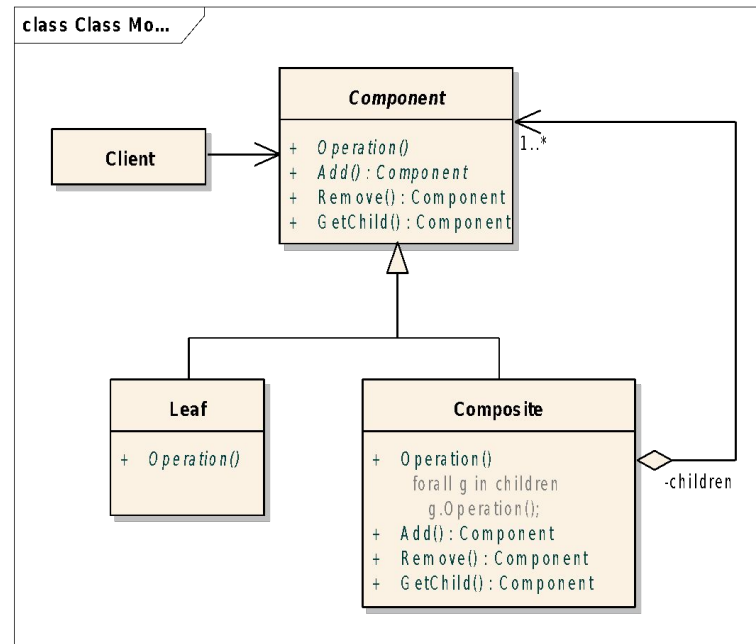 class Class Mo...
Component
+ Operation()
+ Add() : Component
+ Remove() : Component
+ GetChild() : Component
Client
1..*
Leaf
+ Operation()
Composite
+ Operation()
forall g in children
g.Operation();
+ Add() : Component
+ Remove() : Component
+ GetChild() : Component
-children